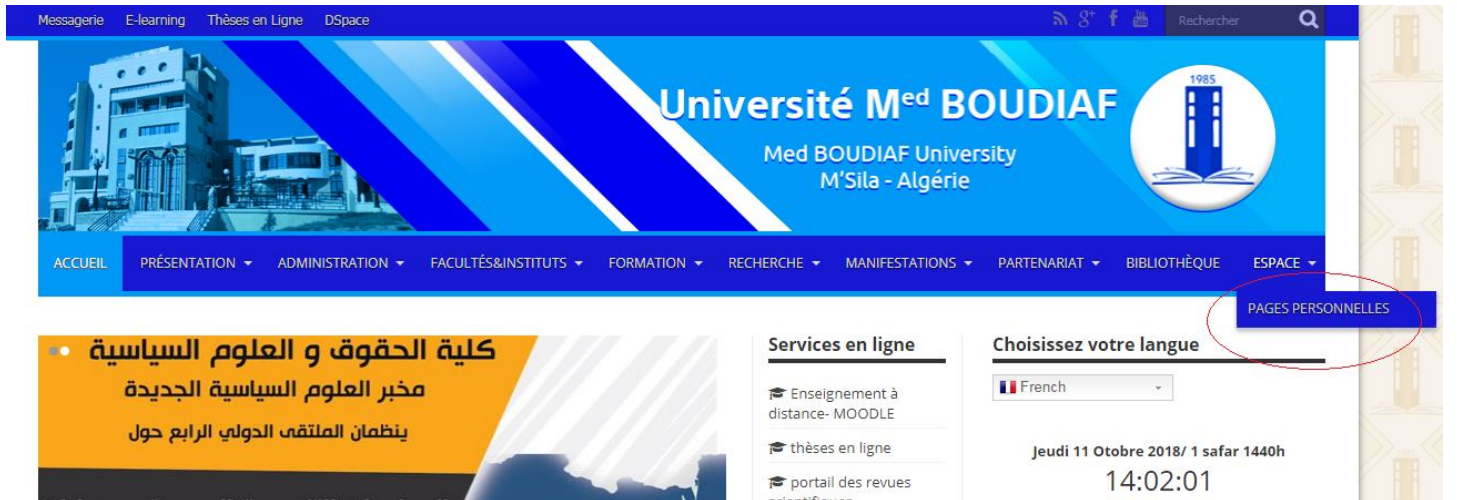 Messagerie E-learning Thèses en Ligne DSpace
Rechercher
Université Med BOUDIAF
Med BOUDIAF University
M'Sila - Algérie
1985
ACCUEIL PRÉSENTATION ADMINISTRATION FACULTÉS&INSTITUTS FORMATION RECHERCHE MANIFESTATIONS PARTENARIAT BIBLIOTHÈQUE ESPACE
PAGES PERSONNELLES
كلية الحقوق و العلوم السياسية
مخبر العلوم السياسية الجديدة
ينظمان الملتقى الدولي الرابع حول
Services en ligne
Enseignement à
distance- MOODLE
thèses en ligne
portail des revues
Choisissez votre langue
French
Jeudi 11 Otobre 2018/ 1 safar 1440h
14:02:01